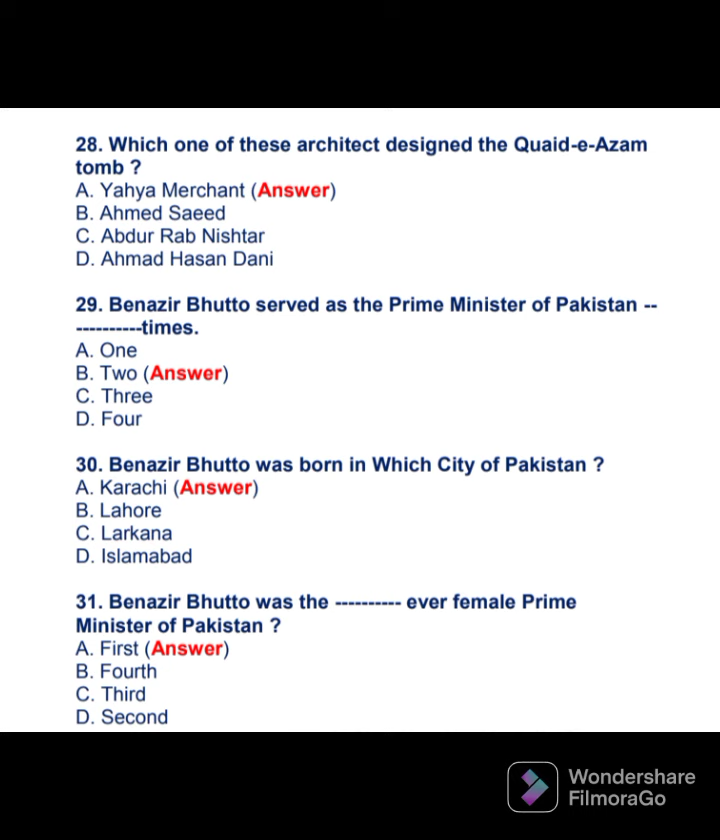 28. Which one of these architect designed the Quaid-e-Azam
tomb ?
A. Yahya Merchant (Answer)
B. Ahmed Saeed
C. Abdur Rab Nishtar
D. Ahmad Hasan Dani
29. Benazir Bhutto served as the Prime Minister of Pakistan --
-----------times.
A. One
B. Two (Answer)
C. Three
D. Four
30. Benazir Bhutto was born in Which City of Pakistan ?
A. Karachi (Answer)
B. Lahore
C. Larkana
D. Islamabad
31. Benazir Bhutto was the ---------- ever female Prime
Minister of Pakistan ?
A. First (Answer)
B. Fourth
C. Third
D. Second
Wondershare
FilmoraGo